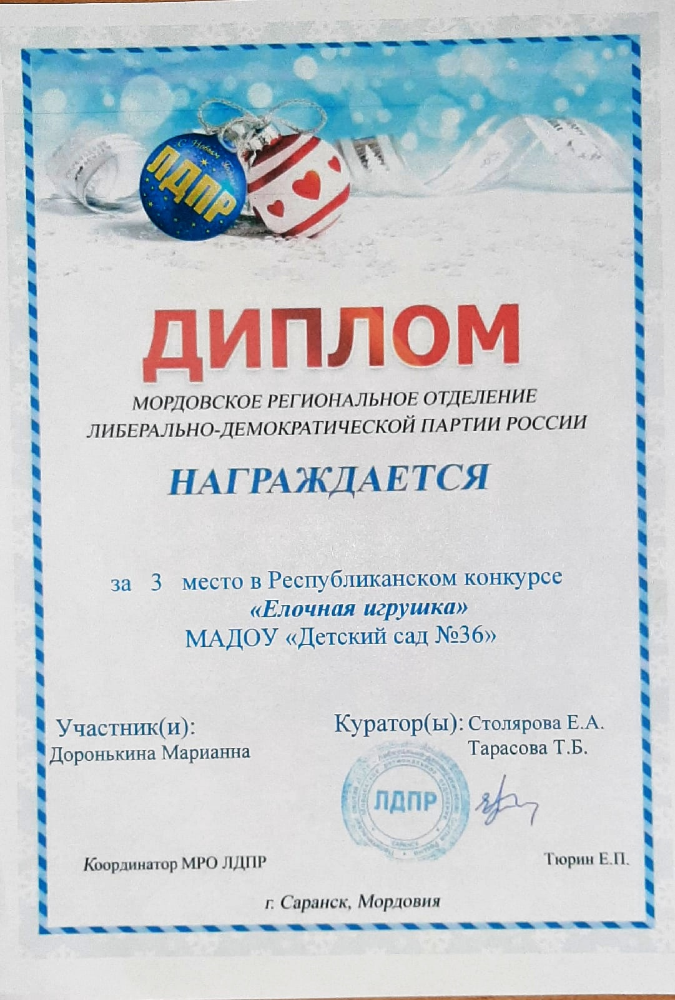 С Новым Годом
ЛДПР
ДИПЛОМ
МОРДОВСКОЕ РЕГИОНАЛЬНОЕ ОТДЕЛЕНИЕ
ЛИБЕРАЛЬНО-ДЕМОКРАТИЧЕСКОЙ ПАРТИИ РОССИИ
НАГРАЖДАЕТСЯ
за 3 место в Республиканском конкурсе
«Елочная игрушка»
МАДОУ «Детский сад №36»
Участник(и):
Доронькина Марианна
Куратор(ы): Столярова Е.А.
Тарасова Т.Б.
ЛДПР
Координатор МРО ЛДПР
Тюрин Е.П.
г. Саранск, Мордовия